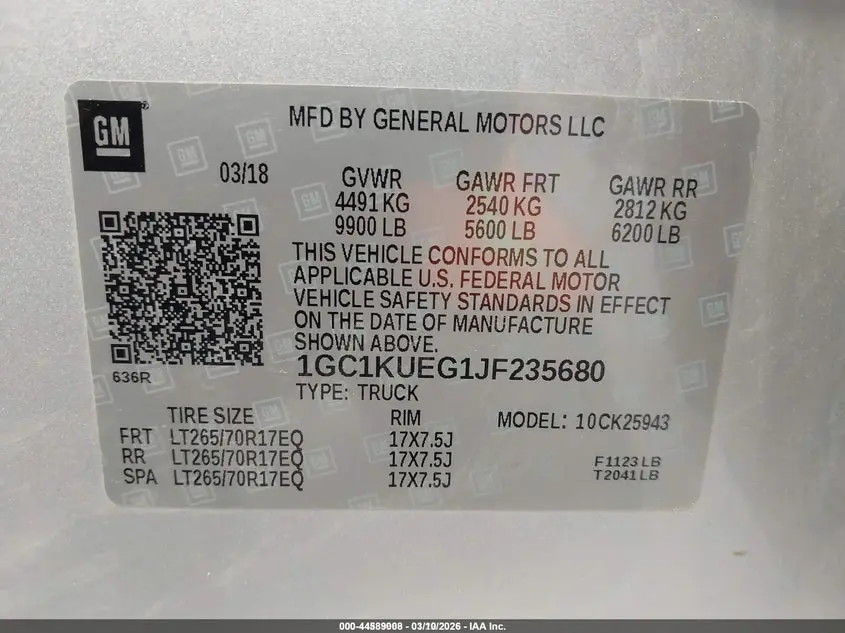 GM
MFD BY GENERAL MOTORS LLC
03/18 GVWR GAWR FRT GAWR RR
4491 KG 2540 KG 2812 KG
9900 LB 5600 LB 6200 LB
THIS VEHICLE CONFORMS TO ALL
APPLICABLE U.S. FEDERAL MOTOR
VEHICLE SAFETY STANDARDS IN EFFECT
ON THE DATE OF MANUFACTURE
SHOWN ABOVE.
636R
1GC1KUEG1JF235680
TYPE: TRUCK
TIRE SIZE RIM MODEL: 10CK25943
FRT LT265/70R17EQ 17X7.5J
RR LT265/70R17EQ 17X7.5J F1123 LB
SPA LT265/70R17EQ 17X7.5J T2041 LB
000-44589008 - 03/10/2026 - IAA Inc.